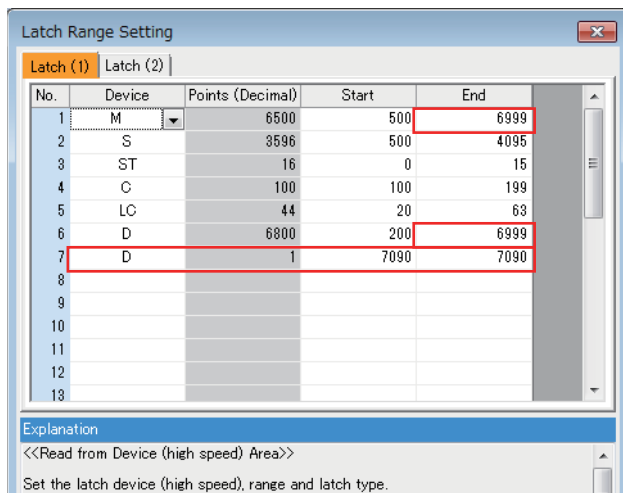 Latch Range Setting
Latch (1) Latch (2)
No. Device Points (Decimal) Start End
1 M 6500 500 6999
2 S 3596 500 4095
3 ST 16 0 15
4 C 100 100 199
5 LC 44 20 63
6 D 6800 200 6999
7 D 1 7090 7090
8
9
10
11
12
13
Explanation
<<Read from Device (high speed) Area>>
Set the latch device (high speed), range and latch type.